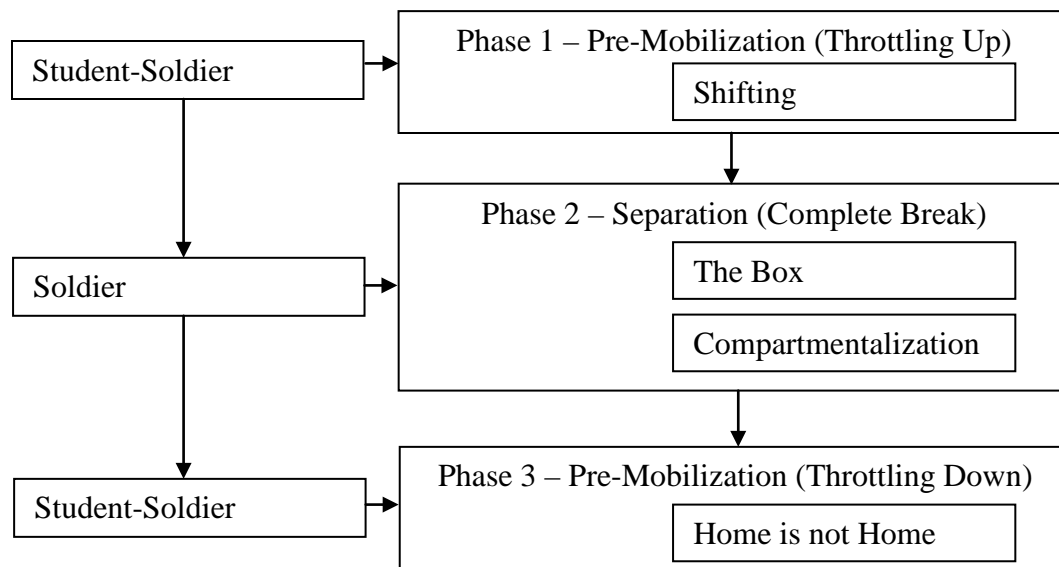 Phase 1 – Pre-Mobilization (Throttling Up)
Student-Soldier
Shifting
Phase 2 – Separation (Complete Break)
The Box
Soldier
Compartmentalization
Phase 3 – Pre-Mobilization (Throttling Down)
Student-Soldier
Home is not Home